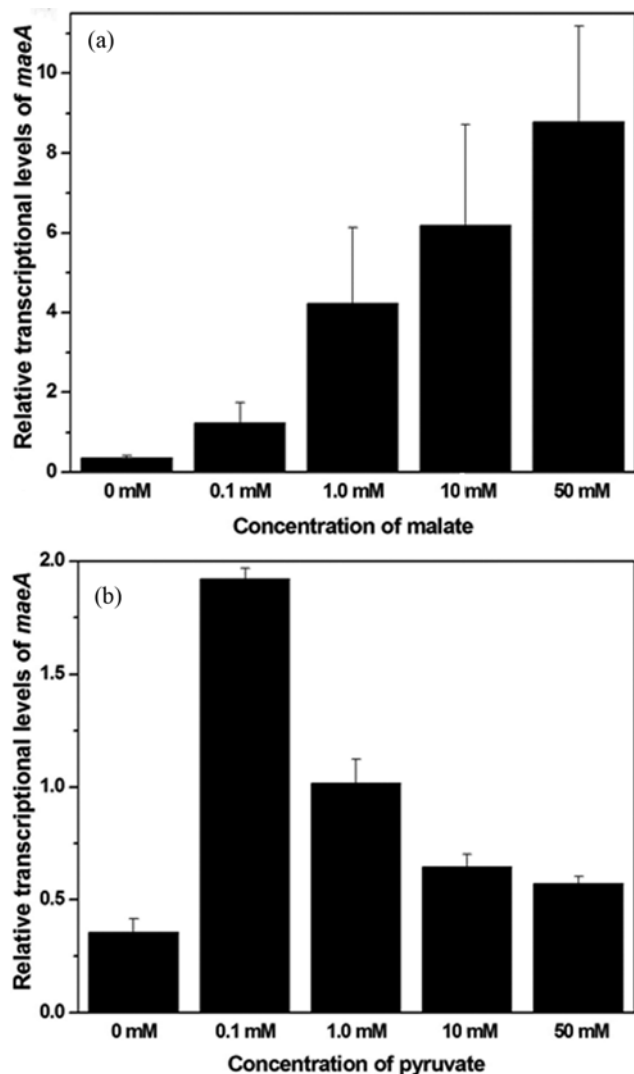 (a)
Relative transcriptional levels of maeA
10
8
6
4
2
0
0 mM 0.1 mM 1.0 mM 10 mM 50 mM
Concentration of malate
(b)
Relative transcriptional levels of maeA
2.0
1.5
1.0
0.5
0.0
0 mM 0.1 mM 1.0 mM 10 mM 50 mM
Concentration of pyruvate